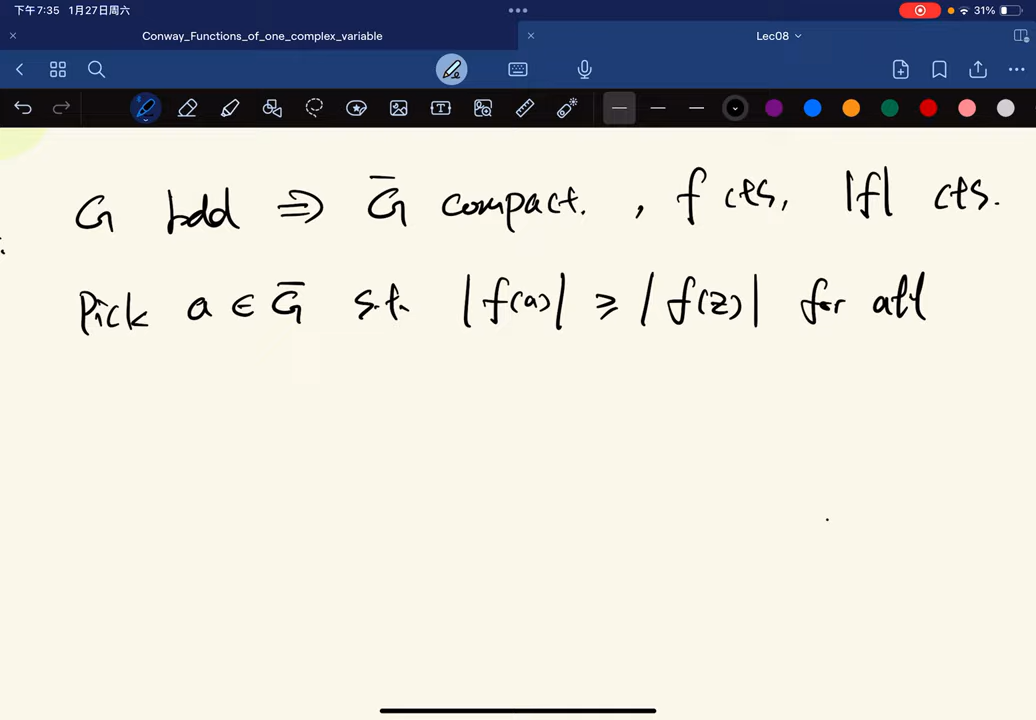 下午7:35 1月27日周六
31%
Conway_Functions_of_one_complex_variable
Lec08
G bdd ⇒ G̅ compact. , f cts, |f| cts.
Pick a ∈ G̅ s.t. |f(a)| ≥ |f(z)| for all